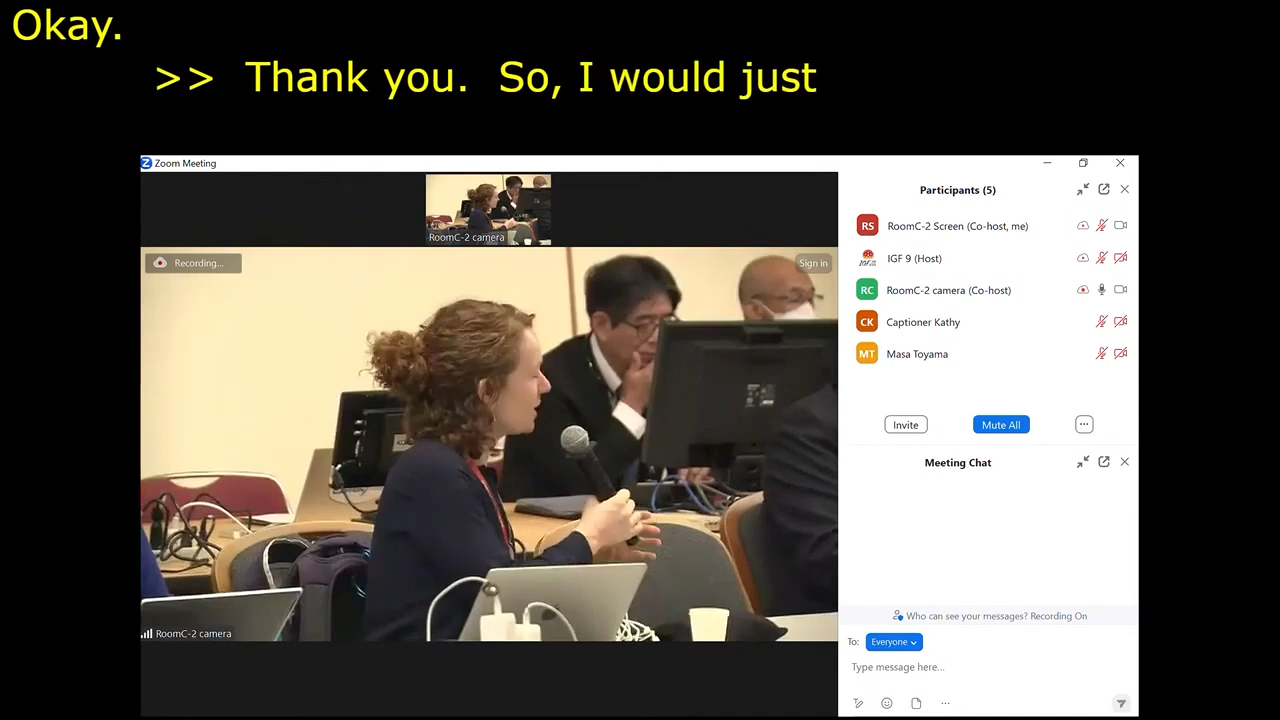 Okay.
>> Thank you. So, I would just
Zoom Meeting
RoomC-2 camera
Recording...
Sign in
RoomC-2 camera
Participants (5)
RS RoomC-2 Screen (Co-host, me)
IGF 9 (Host)
RC RoomC-2 camera (Co-host)
CK Captioner Kathy
MT Masa Toyama
Invite Mute All
Meeting Chat
Who can see your messages? Recording On
To: Everyone
Type message here...